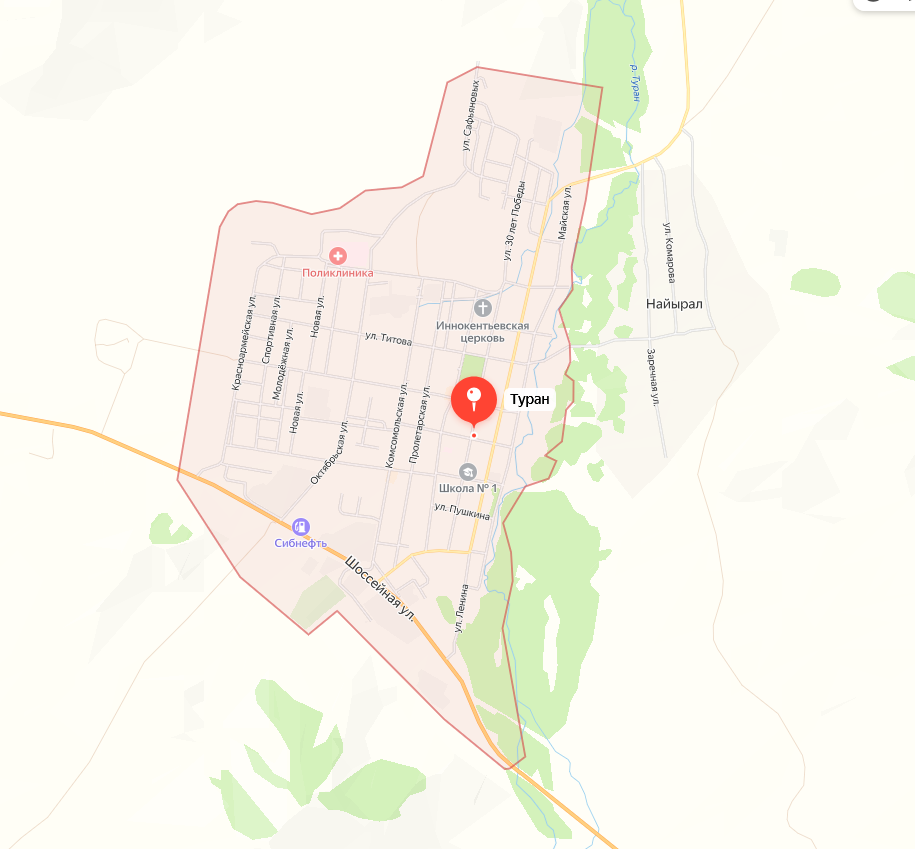 р. Туран
ул. Сафьяновых
ул. 30 лет Победы
Майская ул.
ул. Комарова
Поликлиника
Найырал
Иннокентьевская
церковь
Красноармейская ул.
Спортивная ул.
Молодёжная ул.
Новая ул.
ул. Титова
Заречная ул.
Туран
Новая ул.
Комсомольская ул.
Пролетарская ул.
Октябрьская ул.
Школа № 1
ул. Пушкина
Сибнефть
Шоссейная ул.
ул. Ленина